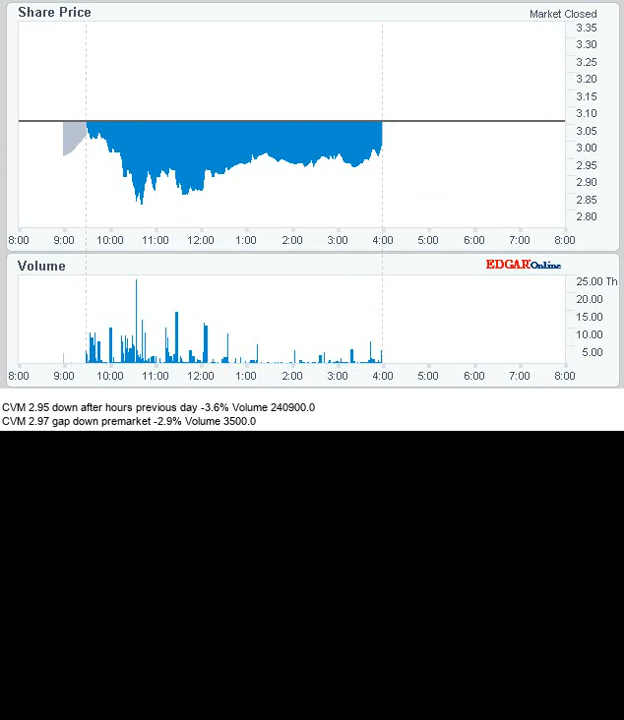 Share Price
Market Closed
3.35
3.30
3.25
3.20
3.15
3.10
3.05
3.00
2.95
2.90
2.85
2.80
8:00 9:00 10:00 11:00 12:00 1:00 2:00 3:00 4:00 5:00 6:00 7:00 8:00
Volume
EDGAROnline
25.00 Th
20.00
15.00
10.00
5.00
8:00 9:00 10:00 11:00 12:00 1:00 2:00 3:00 4:00 5:00 6:00 7:00 8:00
CVM 2.95 down after hours previous day -3.6% Volume 240900.0
CVM 2.97 gap down premarket -2.9% Volume 3500.0